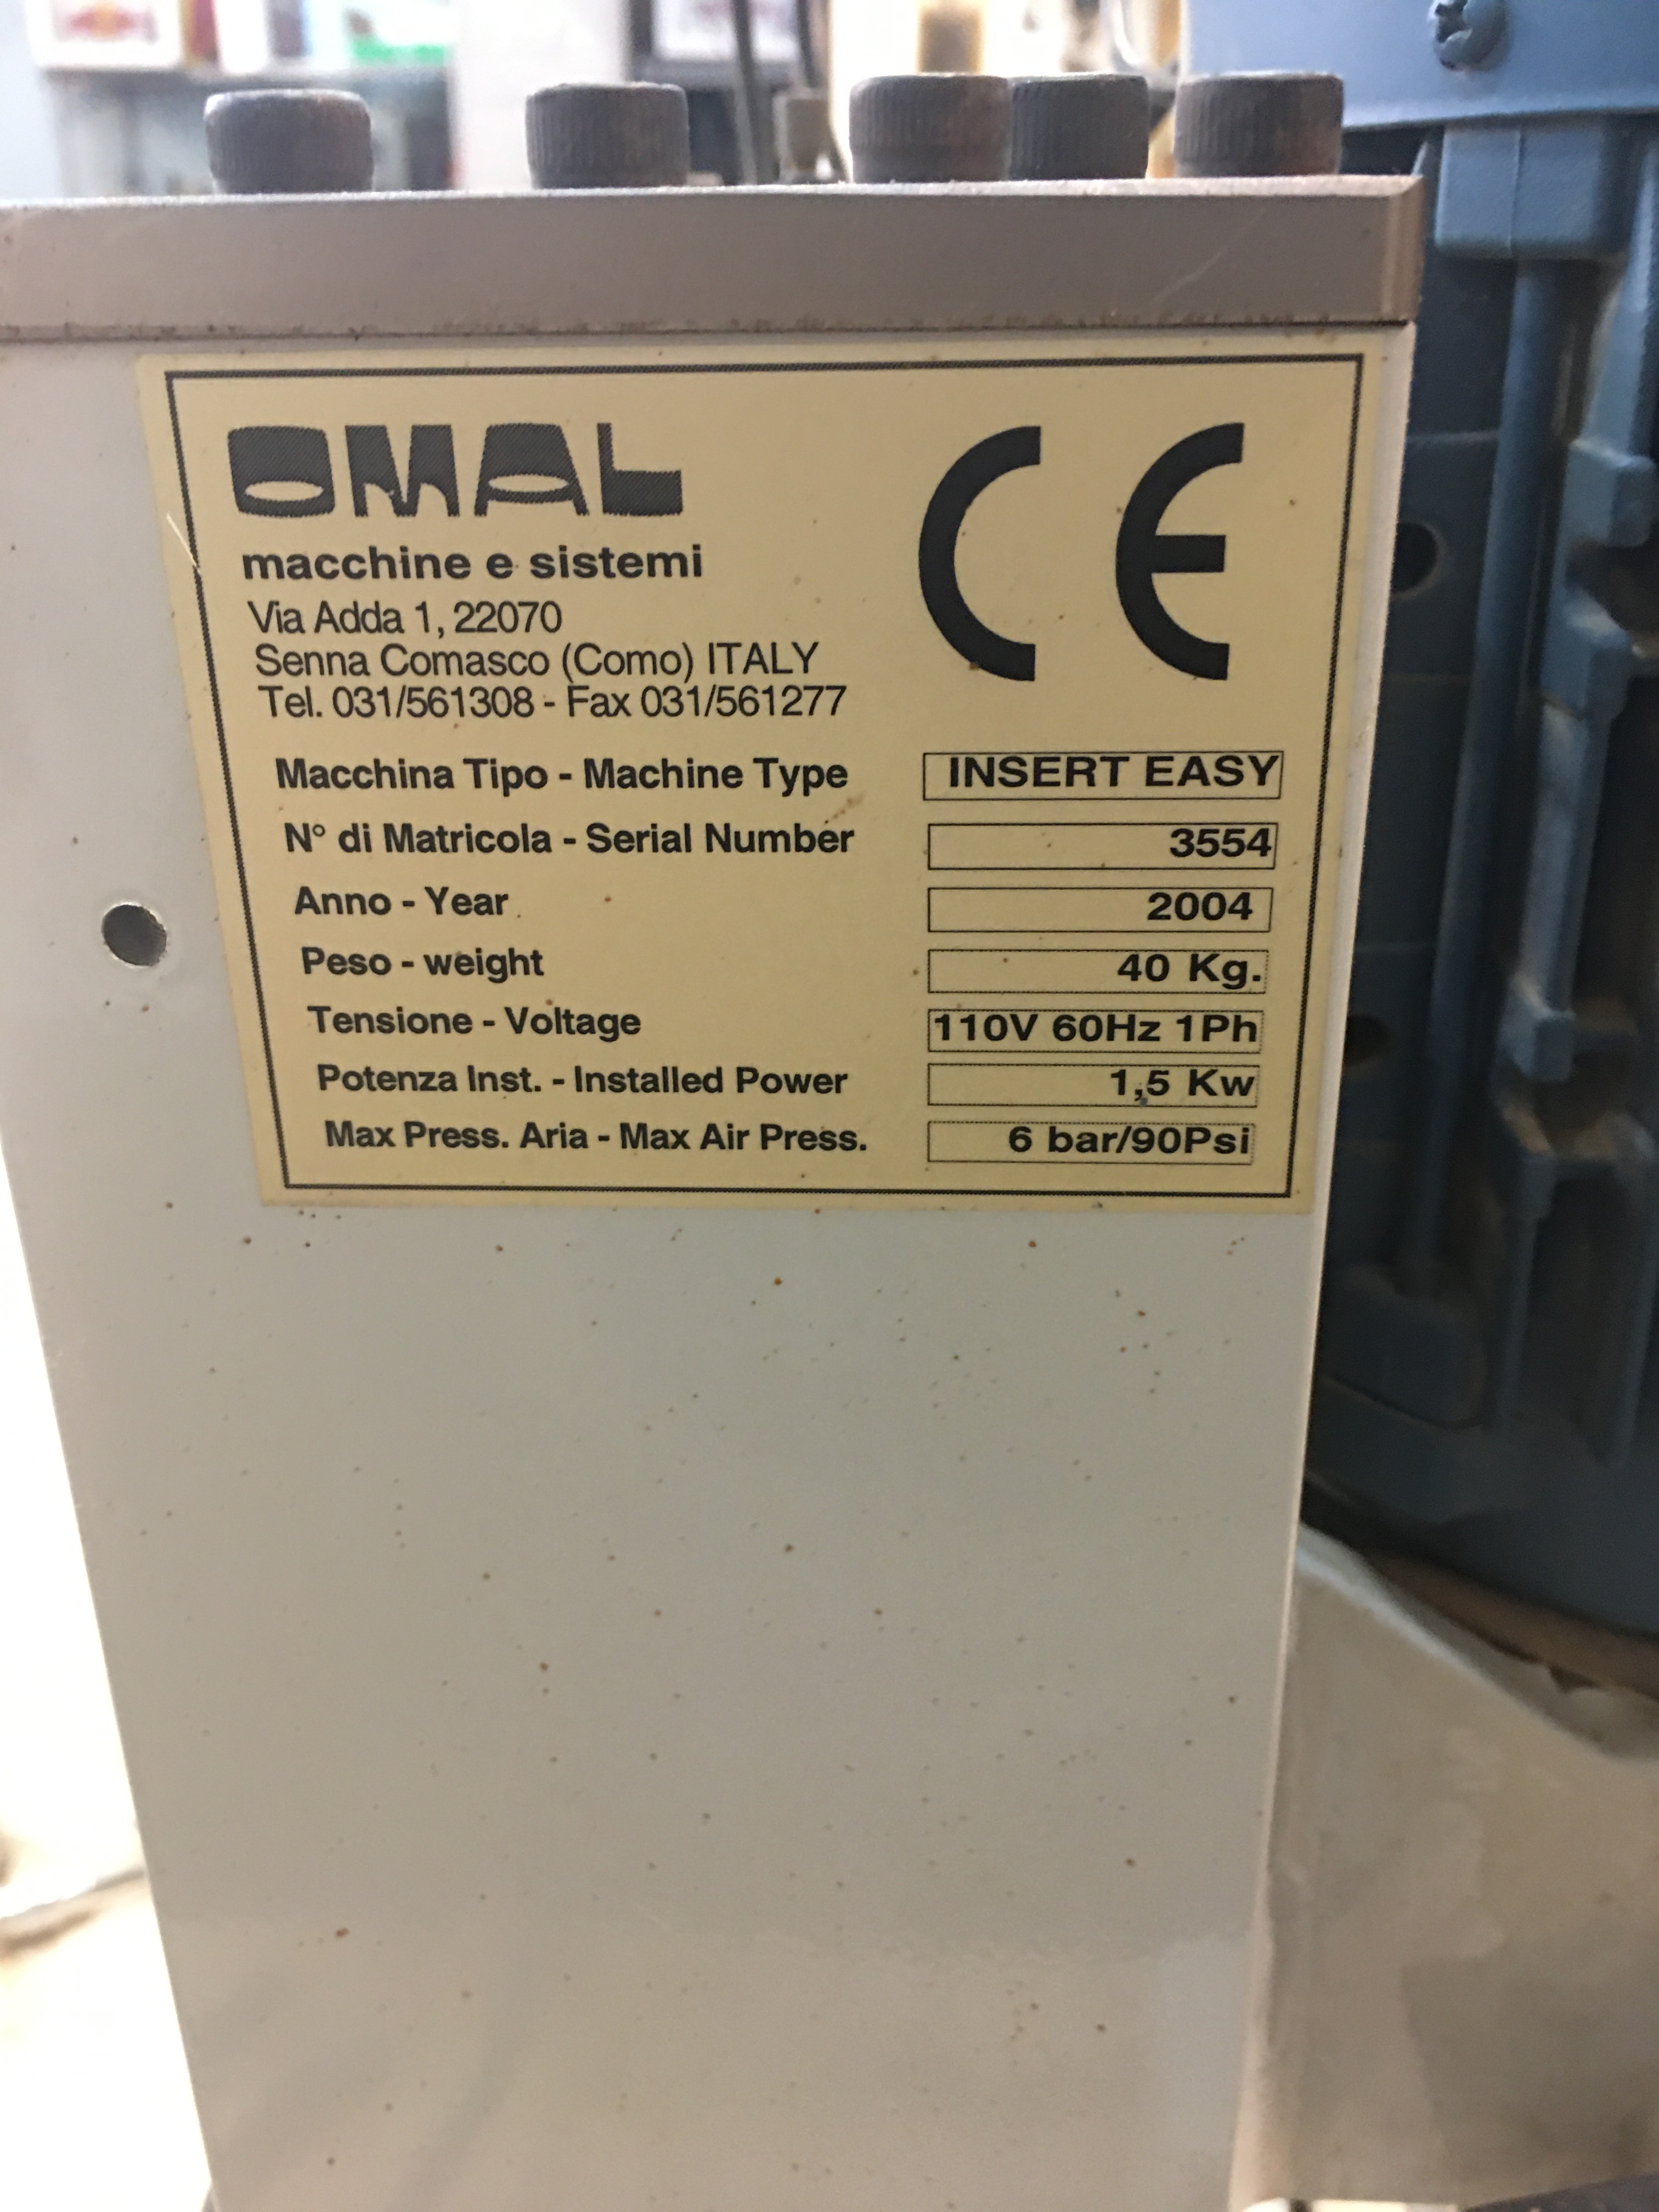 OMAL
CE
macchine e sistemi
Via Adda 1, 22070
Senna Comasco (Como) ITALY
Tel. 031/561308 - Fax 031/561277
Macchina Tipo - Machine Type INSERT EASY
N° di Matricola - Serial Number 3554
Anno - Year 2004
Peso - weight 40 Kg.
Tensione - Voltage 110V 60Hz 1Ph
Potenza Inst. - Installed Power 1,5 Kw
Max Press. Aria - Max Air Press. 6 bar/90Psi